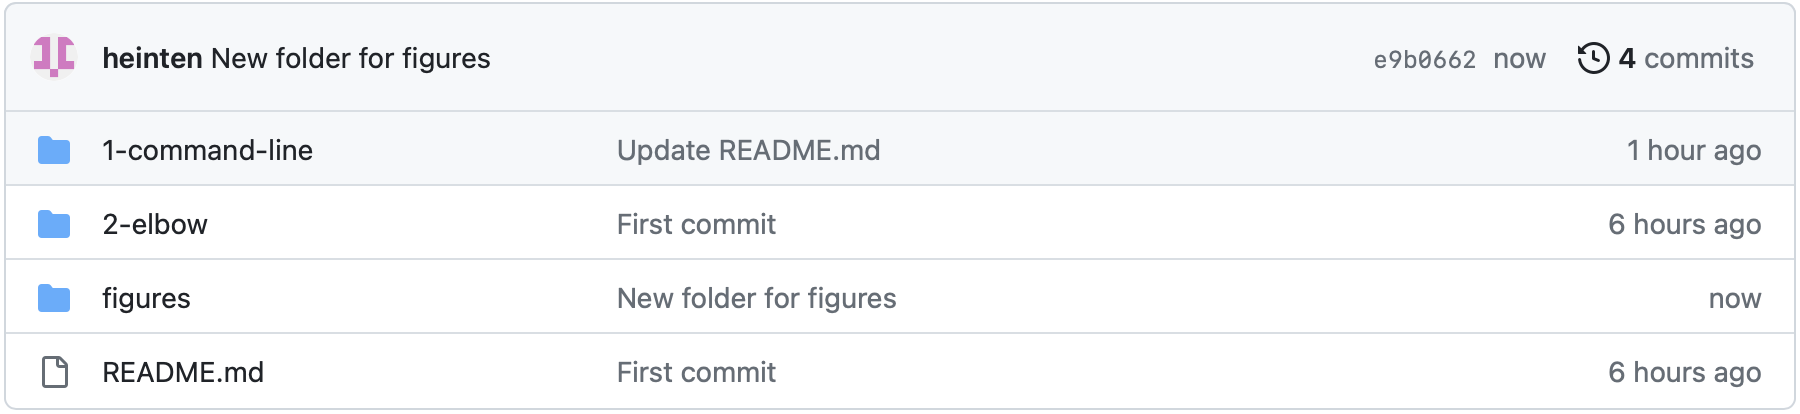 heinten New folder for figures e9b0662 now 4 commits
1-command-line Update README.md 1 hour ago
2-elbow First commit 6 hours ago
figures New folder for figures now
README.md First commit 6 hours ago